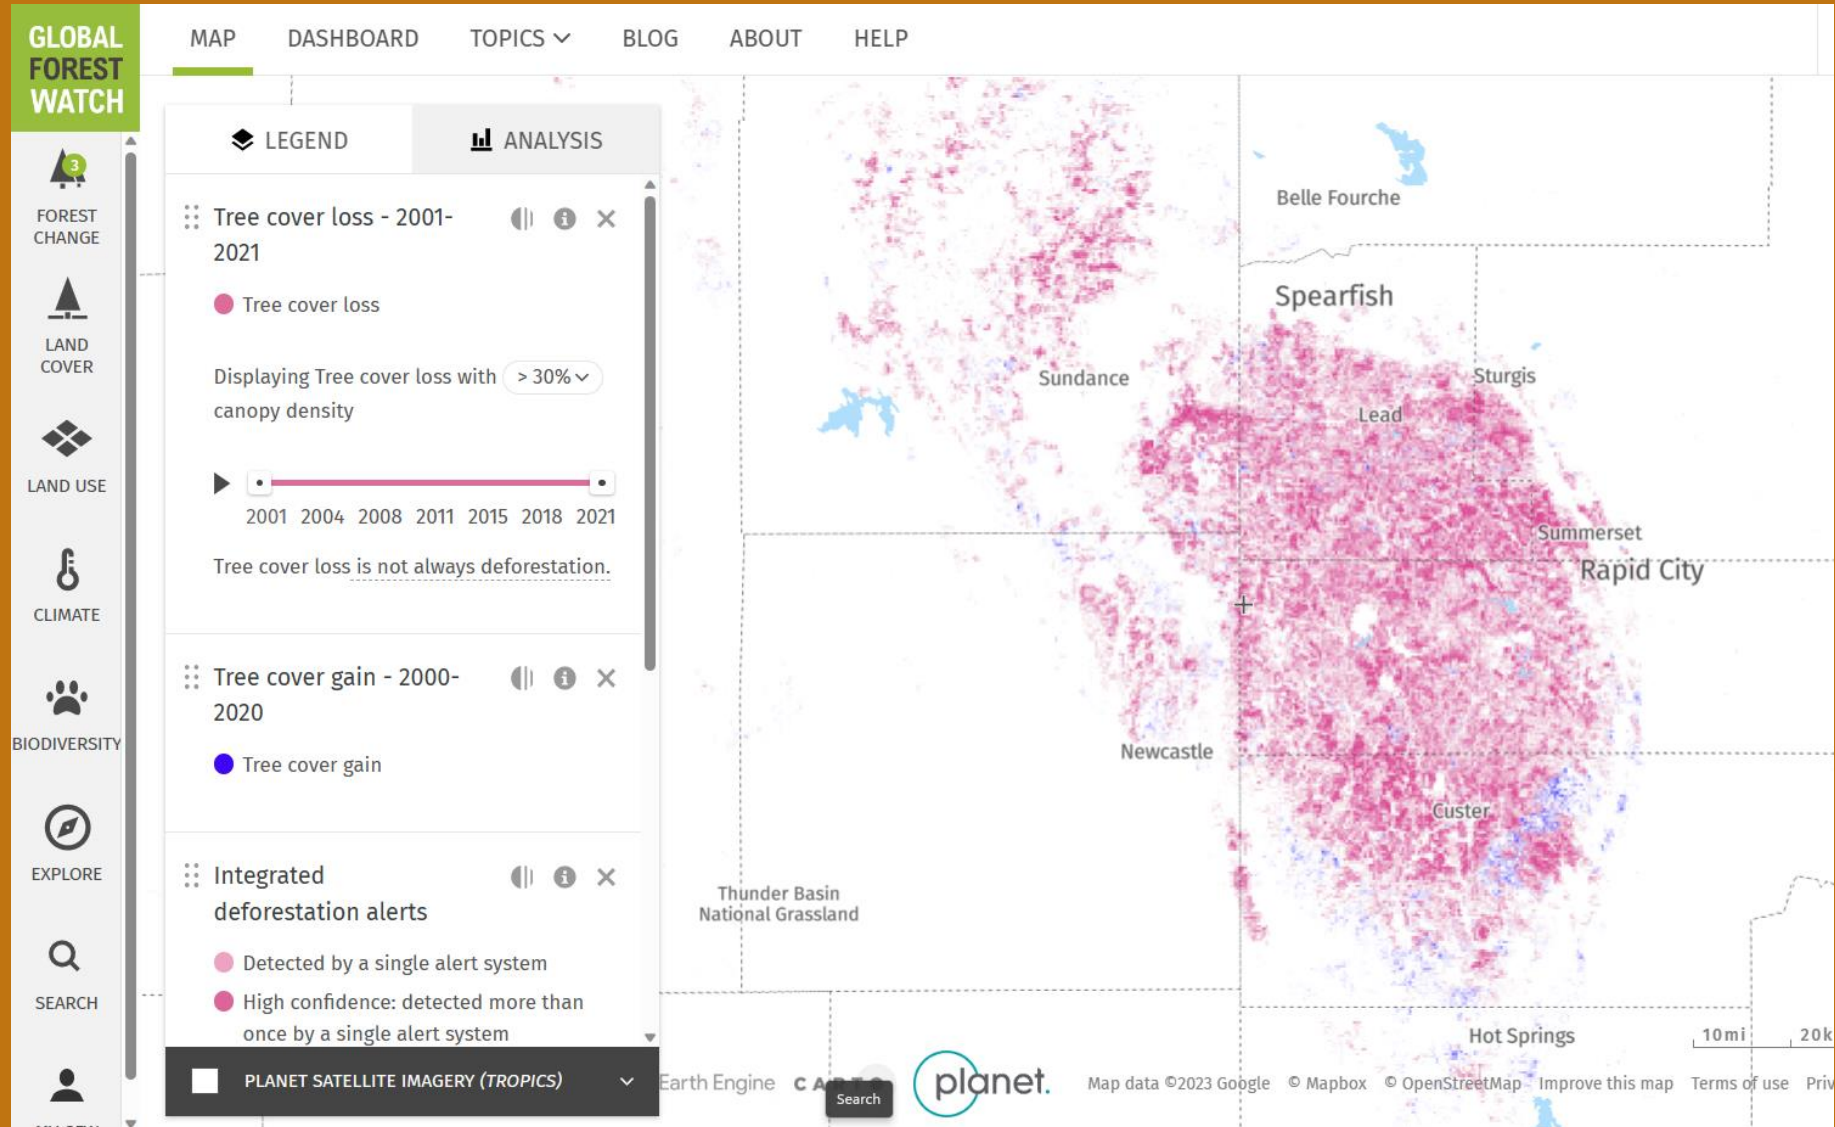 GLOBAL
FOREST
WATCH
MAP
DASHBOARD
TOPICS
BLOG
ABOUT
HELP
3
FOREST
CHANGE
LAND
COVER
LAND USE
CLIMATE
BIODIVERSITY
EXPLORE
SEARCH
LEGEND
ANALYSIS
Tree cover loss - 2001-
2021
Tree cover loss
Displaying Tree cover loss with > 30%
canopy density
2001 2004 2008 2011 2015 2018 2021
Tree cover loss is not always deforestation.
Tree cover gain - 2000-
2020
Tree cover gain
Integrated
deforestation alerts
Detected by a single alert system
High confidence: detected more than
once by a single alert system
PLANET SATELLITE IMAGERY (TROPICS)
Belle Fourche
Spearfish
Sundance
Sturgis
Lead
Summerset
Rapid City
Newcastle
Custer
Thunder Basin
National Grassland
Hot Springs
10mi
20k
Earth Engine
Search
planet.
Map data ©2023 Google © Mapbox © OpenStreetMap Improve this map Terms of use Priv